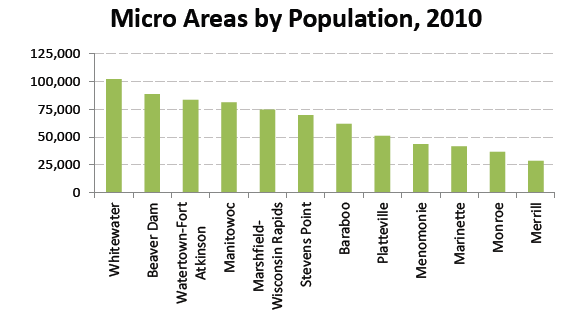 Micro Areas by Population, 2010
125,000
100,000
75,000
50,000
25,000
0
Whitewater
Beaver Dam
Watertown-Fort
Atkinson
Manitowoc
Marshfield-
Wisconsin Rapids
Stevens Point
Baraboo
Platteville
Menomonie
Marinette
Monroe
Merrill